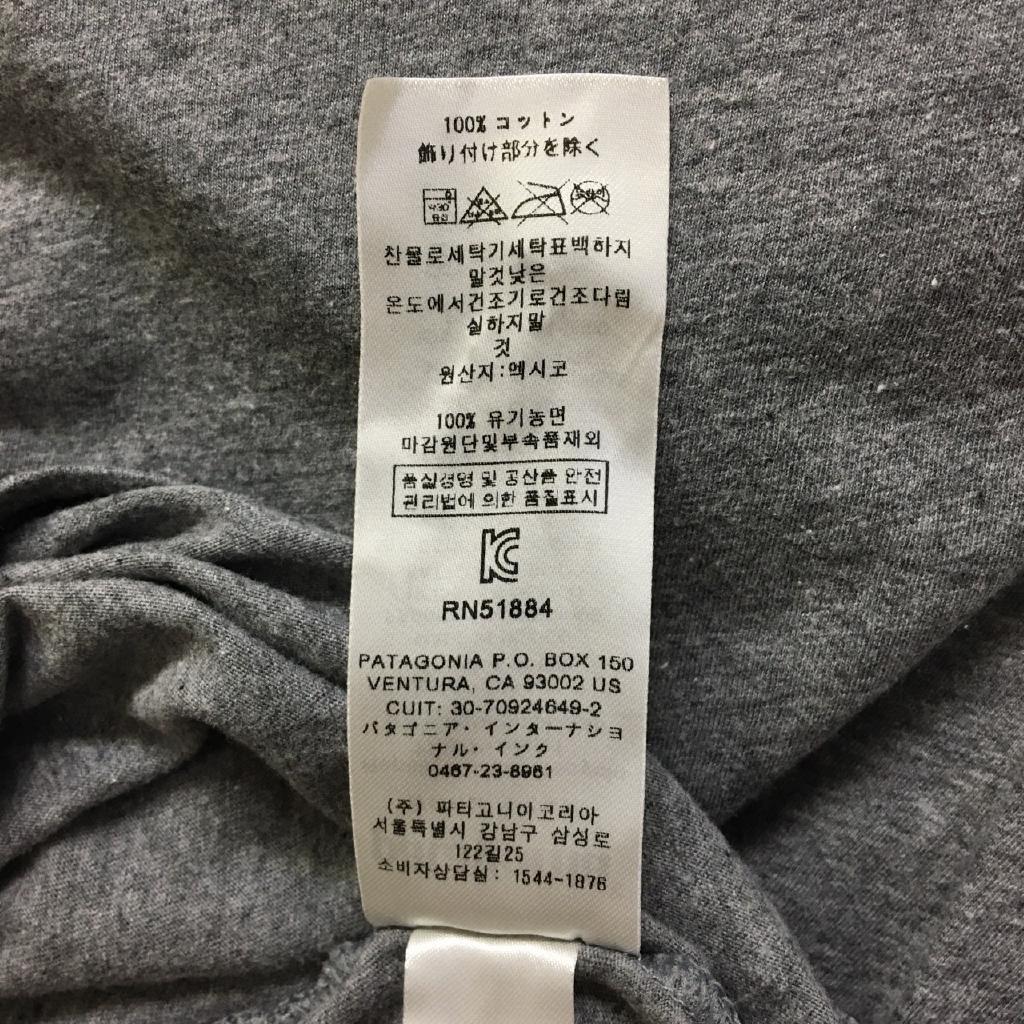 100% コットン
飾り付け部分を除く
찬물로세탁기세탁표백하지
말것낮은
온도에서건조기로건조다림
실하지말
것
원산지:멕시코
100% 유기농면
마감원단및부속품재외
품실경영 및 공산품 안전
관리법에 의한 품질표시
RN51884
PATAGONIA P.O. BOX 150
VENTURA, CA 93002 US
CUIT: 30-70924649-2
パタゴニア・インターナショ
ナル・インク
0467-23-8961
(주) 파타고니아코리아
서울특별시 강남구 삼성로
122길25
소비자상담실: 1544-1876